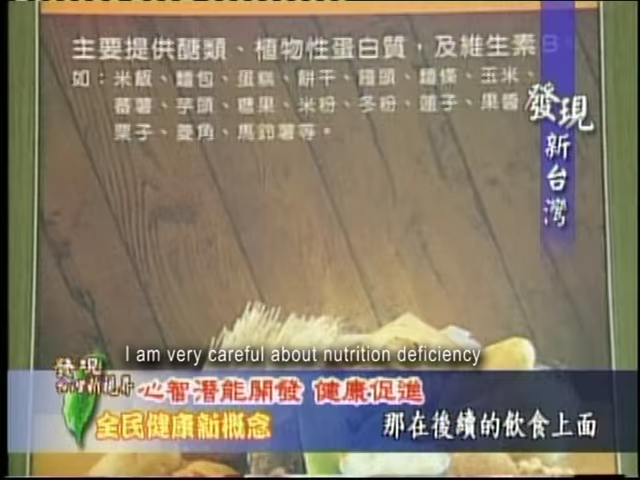 主要提供醣類、植物性蛋白質，及維生素B。
如：米飯、麵包、蛋糕、餅干、饅頭、麵條、玉米、
蕃薯、芋頭、糖果、米粉、冬粉、蓮子、果醬、
栗子、菱角、馬鈴薯等。
發現
新台灣
I am very careful about nutrition deficiency
發現
心智潛能開發 健康促進
全民健康新概念
那在後續的飲食上面